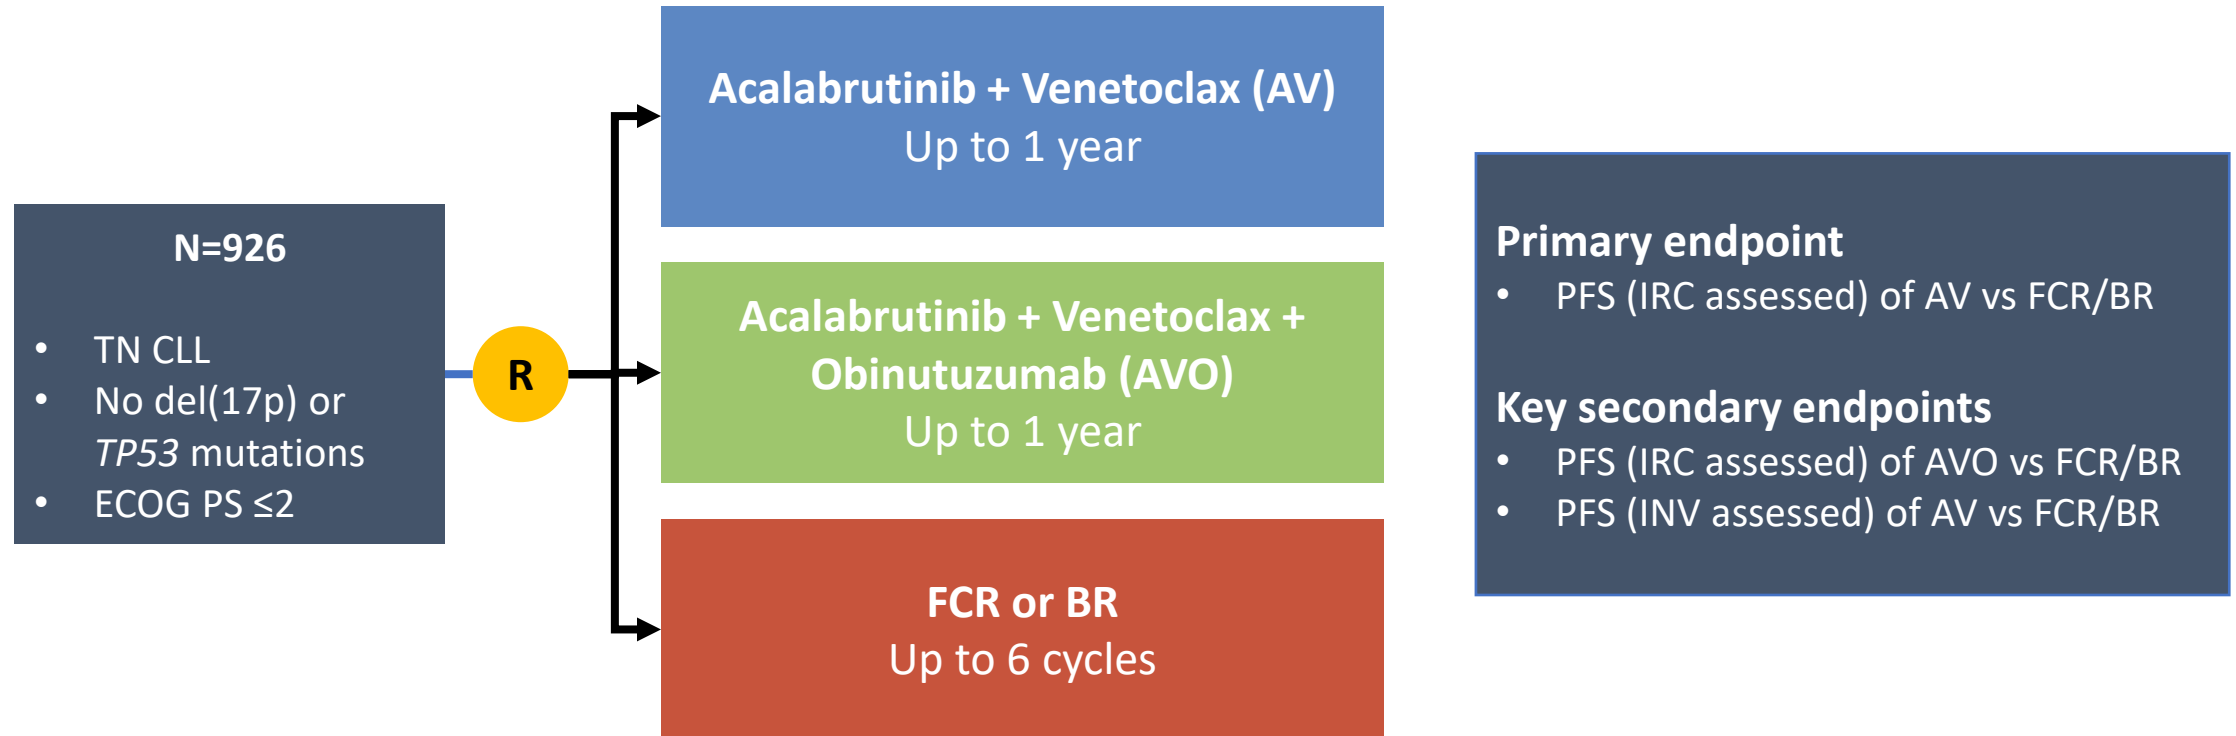 N=926
• TN CLL
• No del(17p) or
TP53 mutations
• ECOG PS ≤2
R
Acalabrutinib + Venetoclax (AV)
Up to 1 year
Acalabrutinib + Venetoclax +
Obinutuzumab (AVO)
Up to 1 year
FCR or BR
Up to 6 cycles
Primary endpoint
• PFS (IRC assessed) of AV vs FCR/BR
Key secondary endpoints
• PFS (IRC assessed) of AVO vs FCR/BR
• PFS (INV assessed) of AV vs FCR/BR